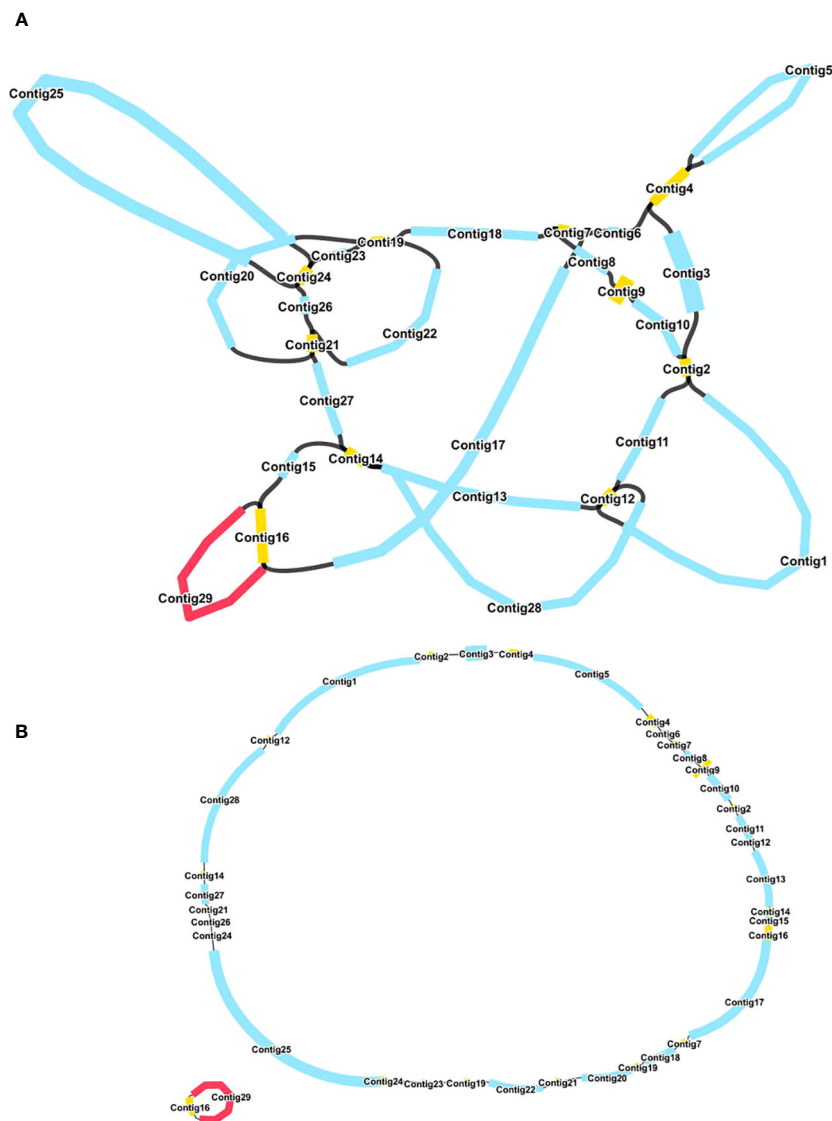 A
Contig5
Contig25
Contig4
Contig7
Contig6
Contig18
Conti19
Contig23
Contig8
Contig20
Contig24
Contig3
Contig9
Contig26
Contig10
Contig22
Contig21
Contig2
Contig27
Contig11
Contig17
Contig14
Contig15
Contig13
Contig12
Contig16
Contig1
Contig29
Contig28
B
Contig2
Contig3
Contig4
Contig5
Contig1
Contig4
Contig6
Contig12
Contig7
Contig8
Contig9
Contig10
Contig28
Contig2
Contig11
Contig12
Contig14
Contig13
Contig27
Contig21
Contig14
Contig26
Contig15
Contig24
Contig16
Contig17
Contig7
Contig25
Contig18
Contig19
Contig20
Contig24
Contig23
Contig19
Contig22
Contig21
Contig29
Contig16